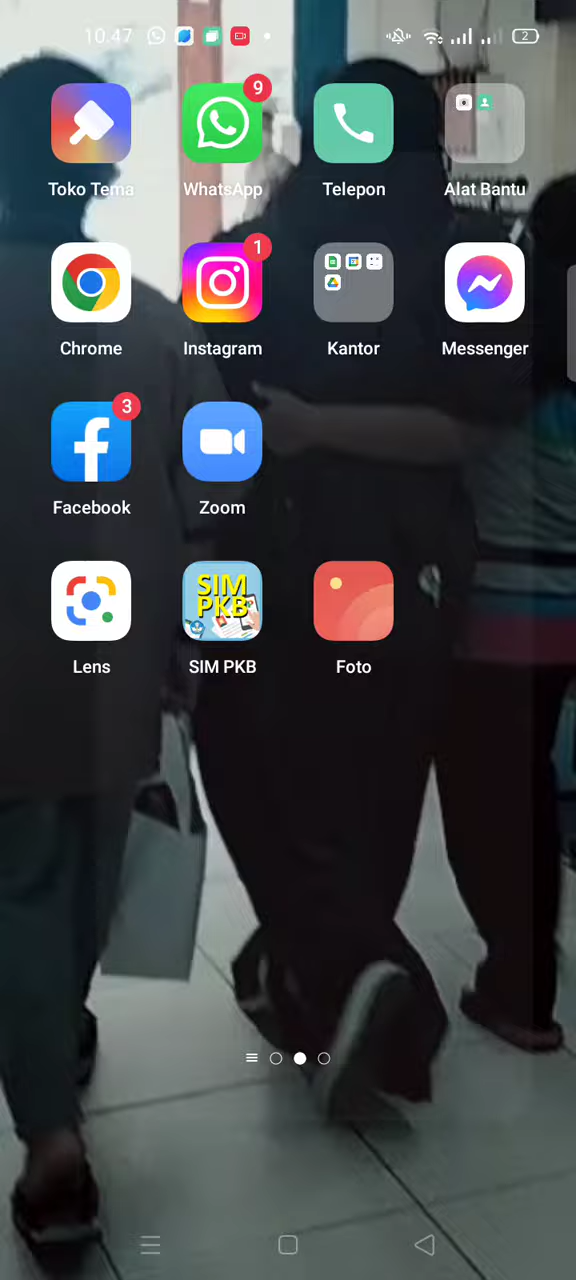 10.47
2
9
Toko Tema
WhatsApp
Telepon
Alat Bantu
1
Chrome
Instagram
Kantor
Messenger
3
Facebook
Zoom
SIM
PKB
Lens
SIM PKB
Foto